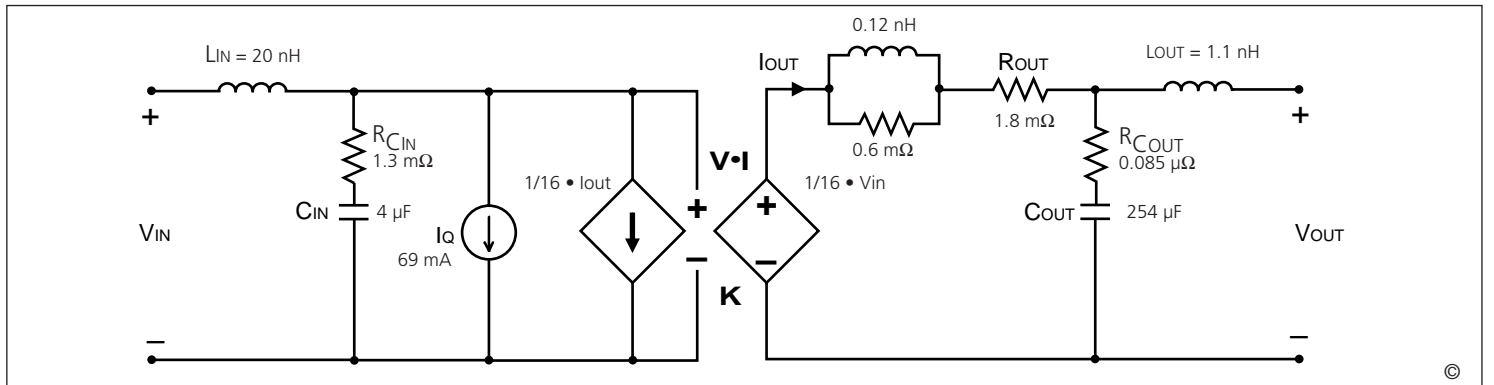 LIN = 20 nH
0.12 nH
IOUT
ROUT
LOUT = 1.1 nH
+
+
RCIN
1.3 mΩ
0.6 mΩ
1.8 mΩ
RCOUT
0.085 µΩ
V•I
1/16 • Iout
1/16 • Vin
+
+
CIN
4 µF
COUT
254 µF
VIN
IQ
69 mA
VOUT
–
–
K
–
–
©